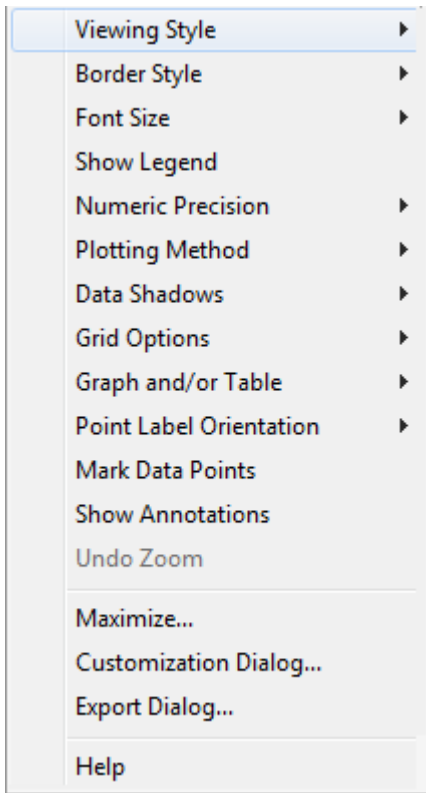 Viewing Style
Border Style
Font Size
Show Legend
Numeric Precision
Plotting Method
Data Shadows
Grid Options
Graph and/or Table
Point Label Orientation
Mark Data Points
Show Annotations
Undo Zoom
Maximize...
Customization Dialog...
Export Dialog...
Help